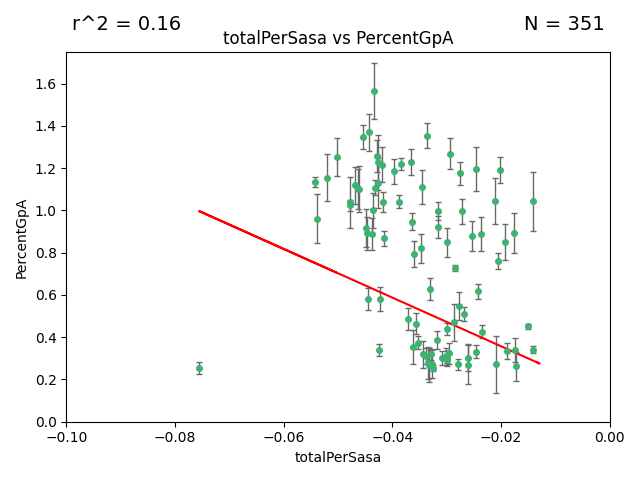 r^2 = 0.16
N = 351
totalPerSasa vs PercentGpA
PercentGpA
1.6
1.4
1.2
1.0
0.8
0.6
0.4
0.2
0.0
−0.10 −0.08 −0.06 −0.04 −0.02 0.00
totalPerSasa